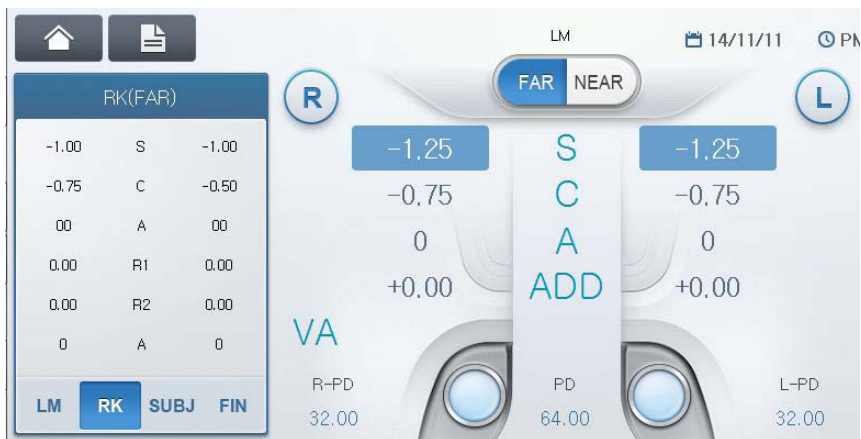 LM 14/11/11 PM
FAR NEAR
R L
RK(FAR)
-1.00 S -1.00
-0.75 C -0.50
00 A 00
0.00 R1 0.00
0.00 R2 0.00
0 A 0
LM RK SUBJ FIN
-1.25 S -1.25
-0.75 C -0.75
0 A 0
+0.00 ADD +0.00
VA
R-PD PD L-PD
32.00 64.00 32.00